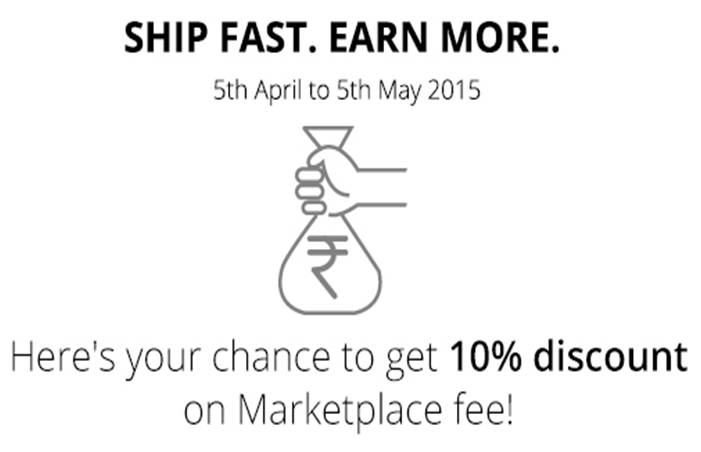 SHIP FAST. EARN MORE.
5th April to 5th May 2015
₹
Here's your chance to get 10% discount
on Marketplace fee!